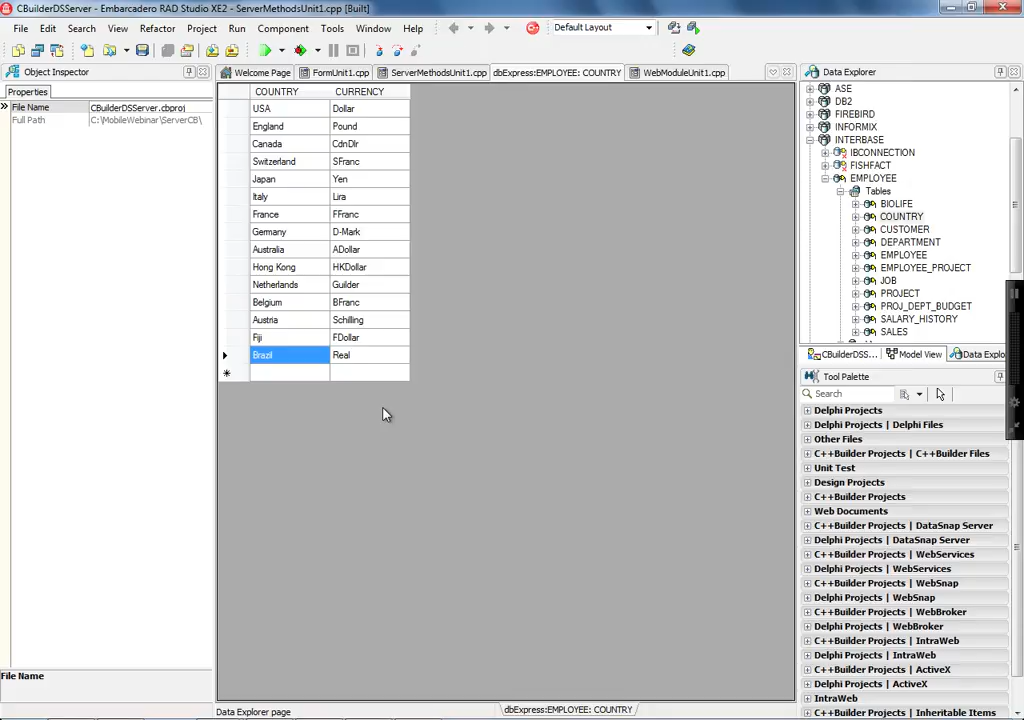 CBuilderDSServer - Embarcadero RAD Studio XE2 - ServerMethodsUnit1.cpp [Built]
File Edit Search View Refactor Project Run Component Tools Window Help
Default Layout
Object Inspector
Welcome Page FormUnit1.cpp ServerMethodsUnit1.cpp dbExpress:EMPLOYEE: COUNTRY WebModuleUnit1.cpp
Data Explorer
Properties
File Name CBuilderDSServer.cbproj
Full Path C:\MobileWebinar\ServerCB\
COUNTRY CURRENCY
USA Dollar
England Pound
Canada CdnDlr
Switzerland SFranc
Japan Yen
Italy Lira
France FFranc
Germany D-Mark
Australia ADollar
Hong Kong HKDollar
Netherlands Guilder
Belgium BFranc
Austria Schilling
Fiji FDollar
Brazil Real
ASE
DB2
FIREBIRD
INFORMIX
INTERBASE
IBCONNECTION
FISHFACT
EMPLOYEE
Tables
BIOLIFE
COUNTRY
CUSTOMER
DEPARTMENT
EMPLOYEE
EMPLOYEE_PROJECT
JOB
PROJECT
PROJ_DEPT_BUDGET
SALARY_HISTORY
SALES
CBuilderDSS... Model View Data Explo
Tool Palette
Search
Delphi Projects
Delphi Projects | Delphi Files
Other Files
C++Builder Projects | C++Builder Files
Unit Test
Design Projects
C++Builder Projects
Web Documents
C++Builder Projects | DataSnap Server
Delphi Projects | DataSnap Server
C++Builder Projects | WebServices
Delphi Projects | WebServices
C++Builder Projects | WebSnap
Delphi Projects | WebSnap
C++Builder Projects | WebBroker
Delphi Projects | WebBroker
C++Builder Projects | IntraWeb
Delphi Projects | IntraWeb
C++Builder Projects | ActiveX
Delphi Projects | ActiveX
IntraWeb
C++Builder Projects | Inheritable Items
File Name
Data Explorer page
dbExpress:EMPLOYEE: COUNTRY